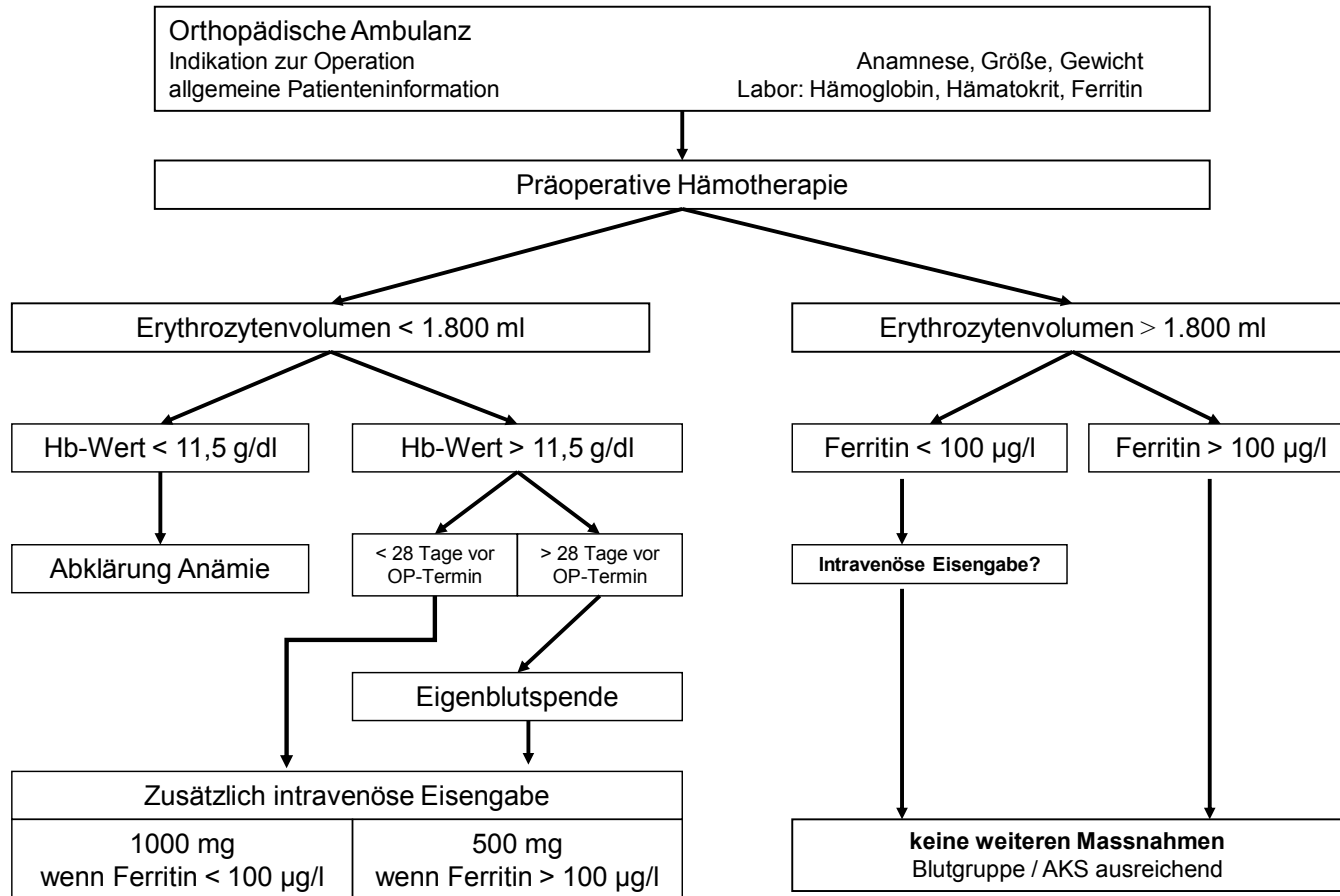 Orthopädische Ambulanz
Indikation zur Operation
allgemeine Patienteninformation
Anamnese, Größe, Gewicht
Labor: Hämoglobin, Hämatokrit, Ferritin
Präoperative Hämotherapie
Erythrozytenvolumen < 1.800 ml
Erythrozytenvolumen > 1.800 ml
Hb-Wert < 11,5 g/dl
Hb-Wert > 11,5 g/dl
Ferritin < 100 µg/l
Ferritin > 100 µg/l
Abklärung Anämie
< 28 Tage vor
OP-Termin
> 28 Tage vor
OP-Termin
Intravenöse Eisengabe?
Eigenblutspende
Zusätzlich intravenöse Eisengabe
1000 mg
wenn Ferritin < 100 µg/l
500 mg
wenn Ferritin > 100 µg/l
keine weiteren Massnahmen
Blutgruppe / AKS ausreichend